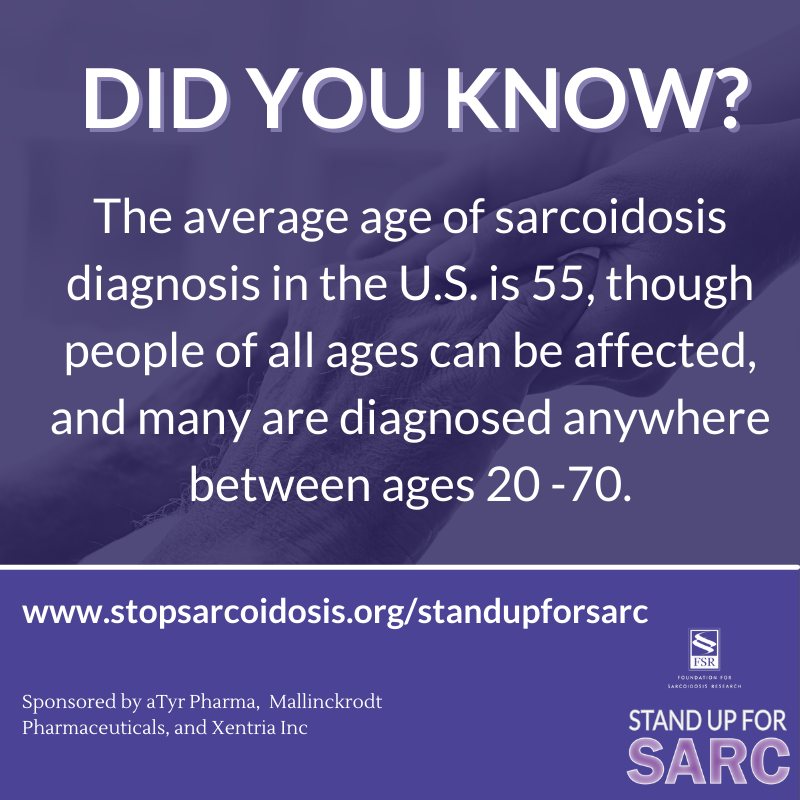 DID YOU KNOW?
The average age of sarcoidosis
diagnosis in the U.S. is 55, though
people of all ages can be affected,
and many are diagnosed anywhere
between ages 20 -70.
www.stopsarcoidosis.org/standupforsarc
FSR
FOUNDATION FOR
SARCOIDOSIS RESEARCH
Sponsored by aTyr Pharma,  Mallinckrodt
Pharmaceuticals, and Xentria Inc
STAND UP FOR
SARC